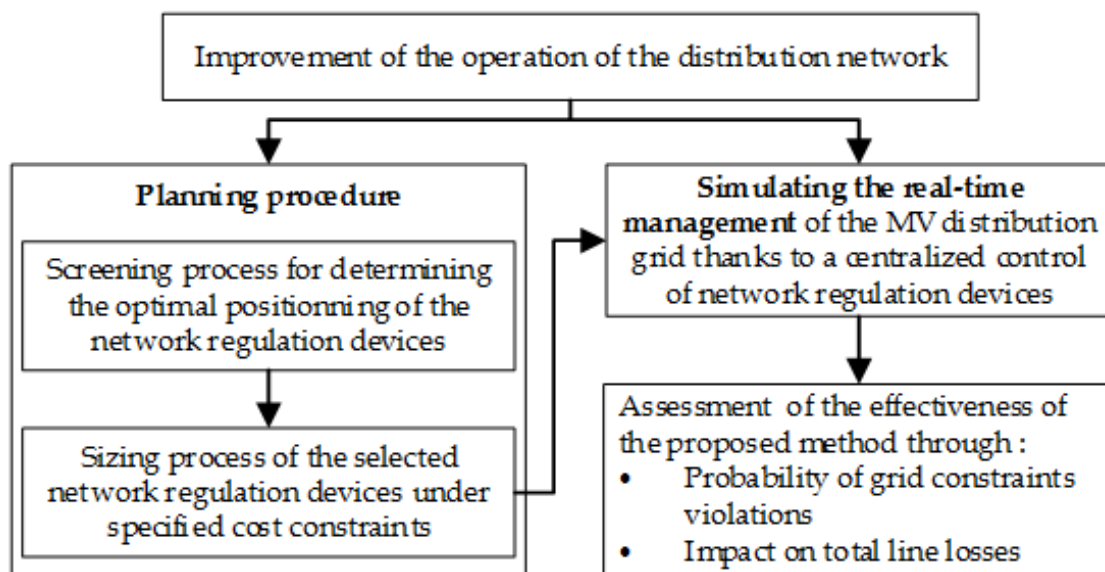 Improvement of the operation of the distribution network
Planning procedure
Screening process for determining
the optimal positionning of the
network regulation devices
Sizing process of the selected
network regulation devices under
specified cost constraints
Simulating the real-time
management of the MV distribution
grid thanks to a centralized control
of network regulation devices
Assessment of the effectiveness of
the proposed method through :
• Probability of grid constraints
violations
• Impact on total line losses